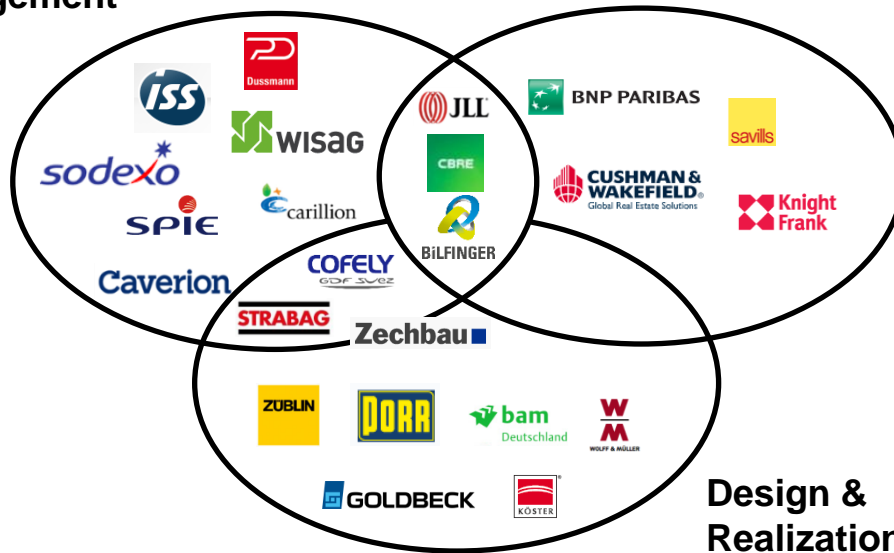 gement
Dussmann
iss
JLL
BNP PARIBAS
savills
WISAG
CBRE
sodexo
CUSHMAN &
WAKEFIELD®
Global Real Estate Solutions
Knight
Frank
SPIE
carillion
BiLFINGER
COFELY
GDF SUEZ
Caverion
STRABAG
Zechbau
ZÜBLIN
PORR
bam
Deutschland
W
M
WOLFF & MÜLLER
GOLDBECK
KÖSTER
Design &
Realization